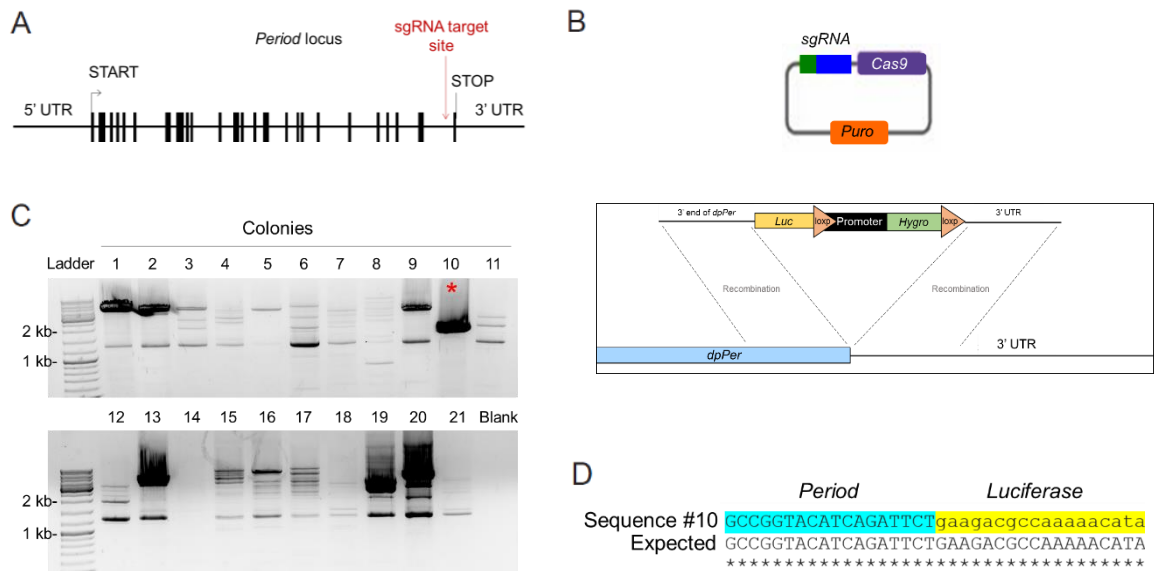 A
Period locus
sgRNA target
site
START
STOP
5' UTR
3' UTR
B
sgRNA
Cas9
Puro
3' end of dpPer
Luc
loxp
Promoter
Hygro
loxp
3' UTR
Recombination
Recombination
dpPer
3' UTR
C
Colonies
Ladder 1 2 3 4 5 6 7 8 9 10 11
*
2 kb-
1 kb-
12 13 14 15 16 17 18 19 20 21 Blank
2 kb-
1 kb-
D
Period Luciferase
Sequence #10 GCCGGTACATCAGATTCTgaagacgccaaaaacata
Expected GCCGGTACATCAGATTCTGAAGACGCCAAAAACATA
************************************